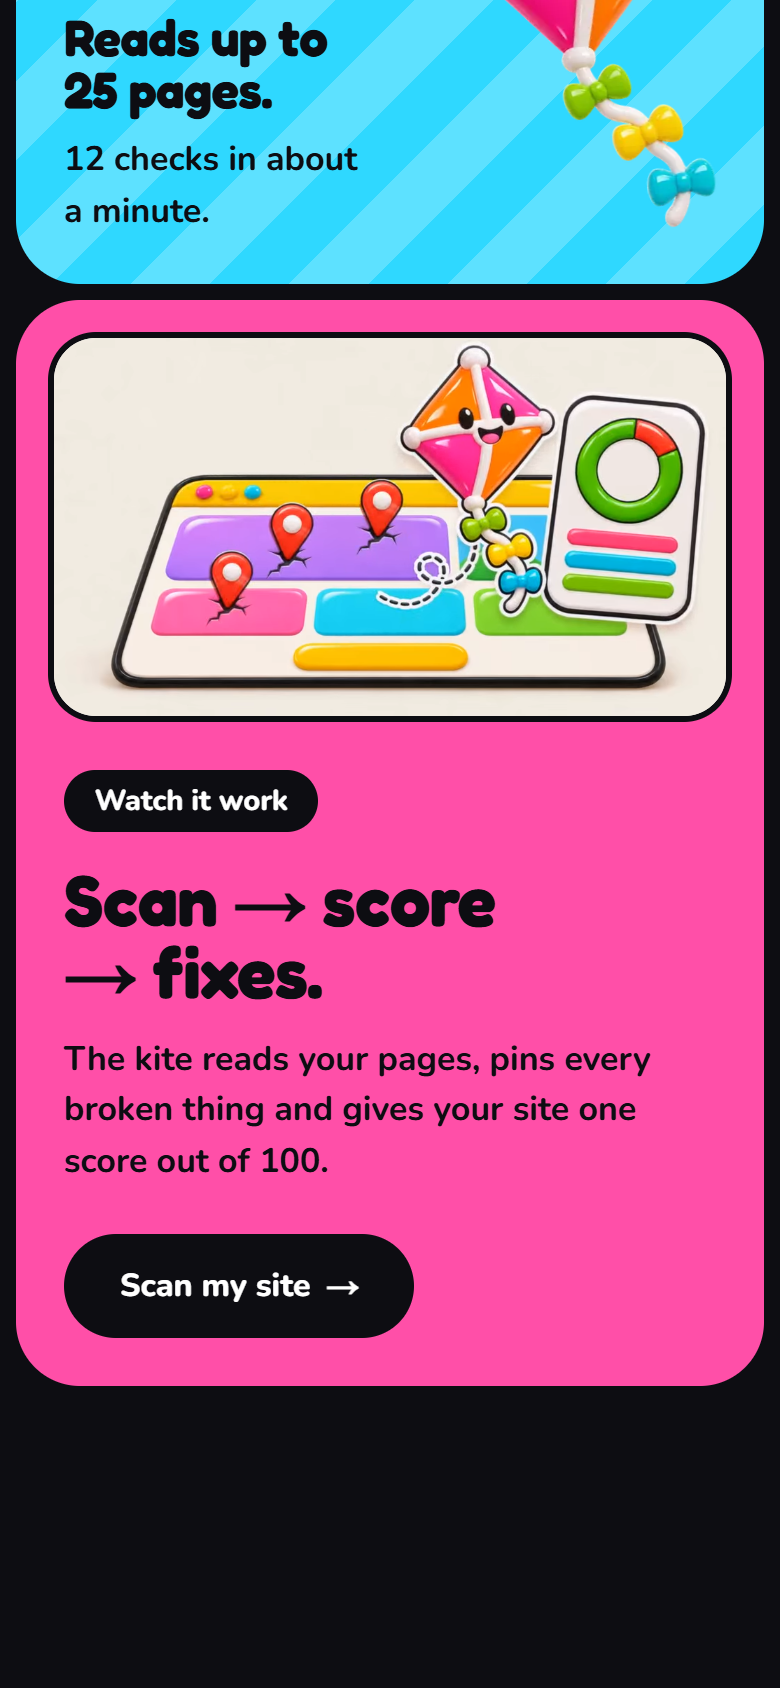 Reads up to
25 pages.
12 checks in about
a minute.
Watch it work
Scan → score
→ fixes.
The kite reads your pages, pins every
broken thing and gives your site one
score out of 100.
Scan my site →